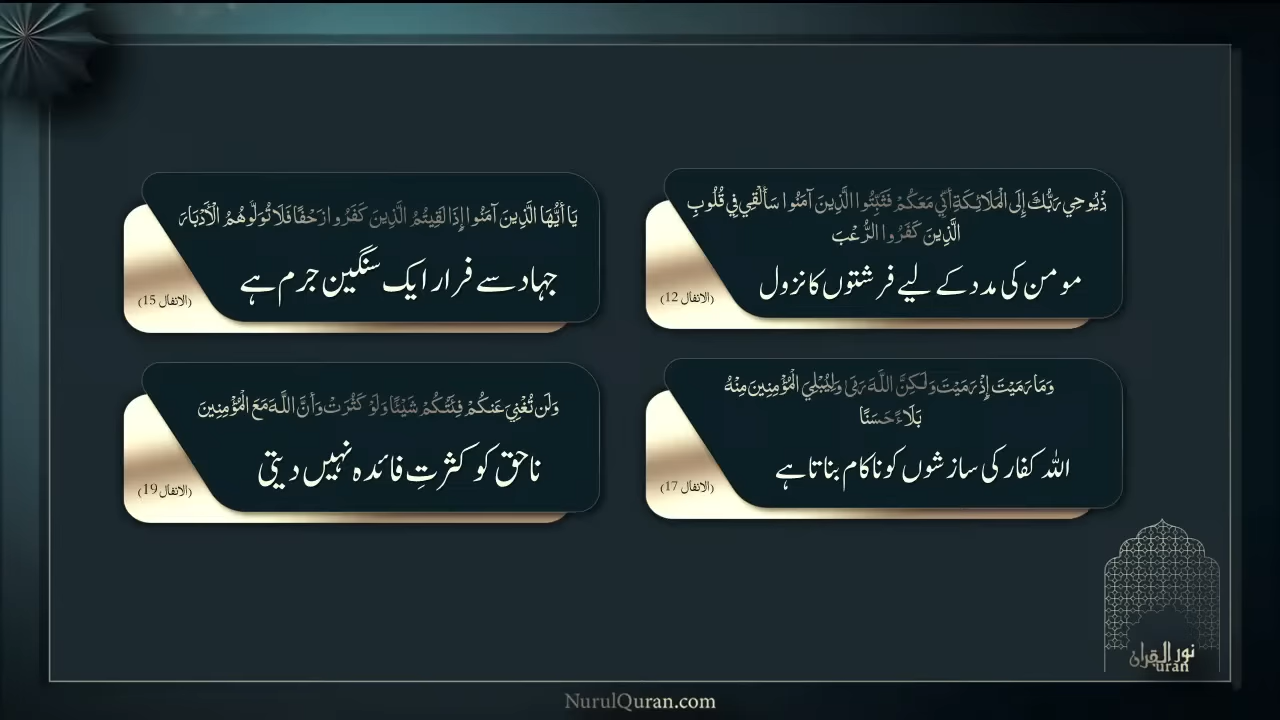 إِذْ يُوحِي رَبُّكَ إِلَى الْمَلَائِكَةِ أَنِّي مَعَكُمْ فَثَبِّتُوا الَّذِينَ آمَنُوا سَأُلْقِي فِي قُلُوبِ
الَّذِينَ كَفَرُوا الرُّعْبَ
مومن کی مدد کے لیے فرشتوں کا نزول
(الانفال 12)
يَا أَيُّهَا الَّذِينَ آمَنُوا إِذَا لَقِيتُمُ الَّذِينَ كَفَرُوا زَحْفًا فَلَا تُوَلُّوهُمُ الْأَدْبَارَ
جہاد سے فرار ایک سنگین جرم ہے
(الانفال 15)
وَمَا رَمَيْتَ إِذْ رَمَيْتَ وَلَـٰكِنَّ اللَّهَ رَمَىٰ وَلِيُبْلِيَ الْمُؤْمِنِينَ مِنْهُ
بَلَاءً حَسَنًا
اللہ کفار کی سازشوں کو ناکام بناتا ہے
(الانفال 17)
وَلَن تُغْنِيَ عَنكُمْ فِئَتُكُمْ شَيْئًا وَلَوْ كَثُرَتْ وَأَنَّ اللَّهَ مَعَ الْمُؤْمِنِينَ
ناحق کو کثرتِ فائدہ نہیں دیتی
(الانفال 19)
نور القرآن
uran
NurulQuran.com